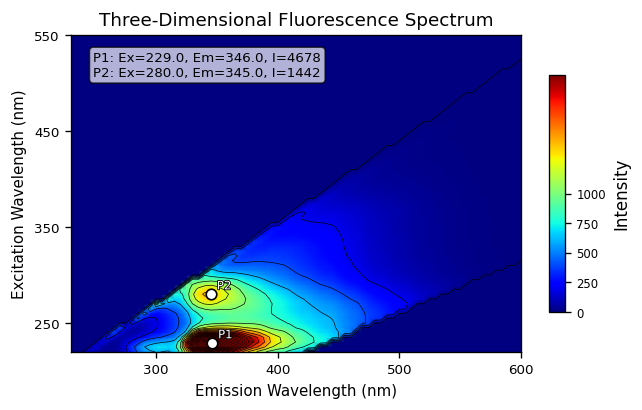 Three-Dimensional Fluorescence Spectrum
P1: Ex=229.0, Em=346.0, I=4678
P2: Ex=280.0, Em=345.0, I=1442
550
450
350
250
Excitation Wavelength (nm)
P2
P1
300
400
500
600
Emission Wavelength (nm)
1000
750
500
250
0
Intensity